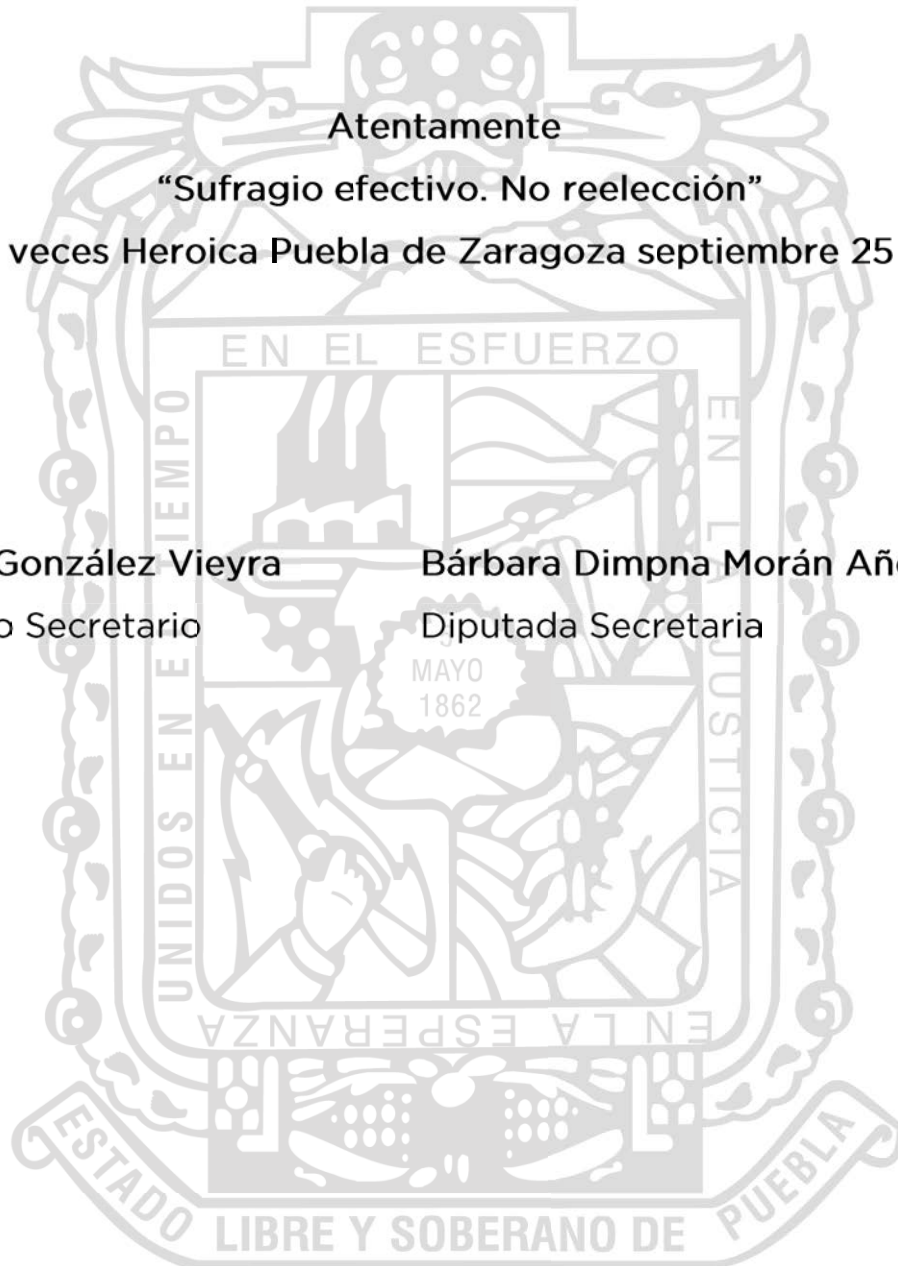 Atentamente
“Sufragio efectivo. No reelección”
veces Heroica Puebla de Zaragoza septiembre 25
EN EL ESFUERZO
EN LA JUSTICIA
UNIDOS EN EL TIEMPO
González Vieyra
Bárbara Dimpna Morán
o Secretario
Diputada Secretaria
MAYO
1862
EN LA ESPERANZA
ESTADO LIBRE Y SOBERANO DE PUEBLA